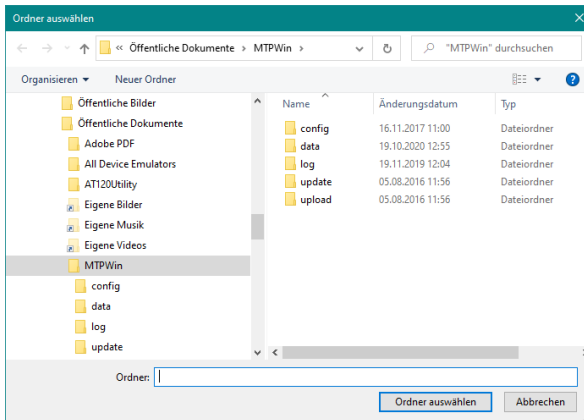 Ordner auswählen
« Öffentliche Dokumente › MTPWin ›
"MTPWin" durchsuchen
Organisieren
Neuer Ordner
Öffentliche Bilder
Öffentliche Dokumente
Adobe PDF
All Device Emulators
AT120Utility
Eigene Bilder
Eigene Musik
Eigene Videos
MTPWin
config
data
log
update
Name Änderungsdatum Typ
config 16.11.2017 11:00 Dateiordner
data 19.10.2020 12:55 Dateiordner
log 19.11.2019 12:04 Dateiordner
update 05.08.2016 11:56 Dateiordner
upload 05.08.2016 11:56 Dateiordner
Ordner:
Ordner auswählen Abbrechen